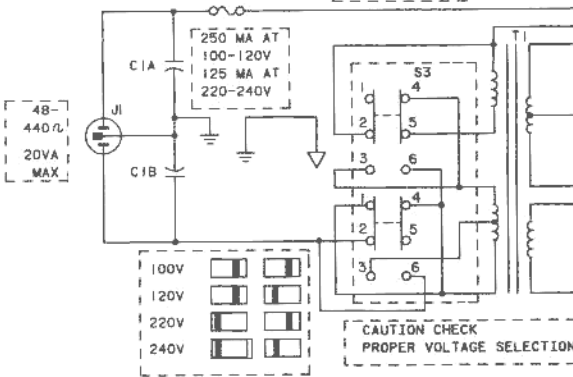 250 MA AT
100-120V
125 MA AT
220-240V
C1A
S3
T1
1
4
48-
440Ω
20VA
MAX
J1
2
5
C1B
3
6
1
4
2
5
3
6
100V
120V
220V
240V
CAUTION CHECK
PROPER VOLTAGE SELECTION